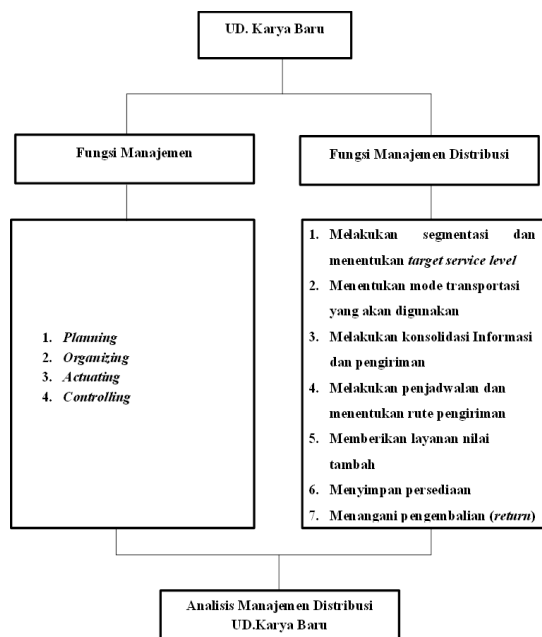 UD. Karya Baru
Fungsi Manajemen
Fungsi Manajemen Distribusi
1. Planning
2. Organizing
3. Actuating
4. Controlling
1. Melakukan segmentasi dan
menentukan target service level
2. Menentukan mode transportasi
yang akan digunakan
3. Melakukan konsolidasi Informasi
dan pengiriman
4. Melakukan penjadwalan dan
menentukan rute pengiriman
5. Memberikan layanan nilai
tambah
6. Menyimpan persediaan
7. Menangani pengembalian (return)
Analisis Manajemen Distribusi
UD.Karya Baru